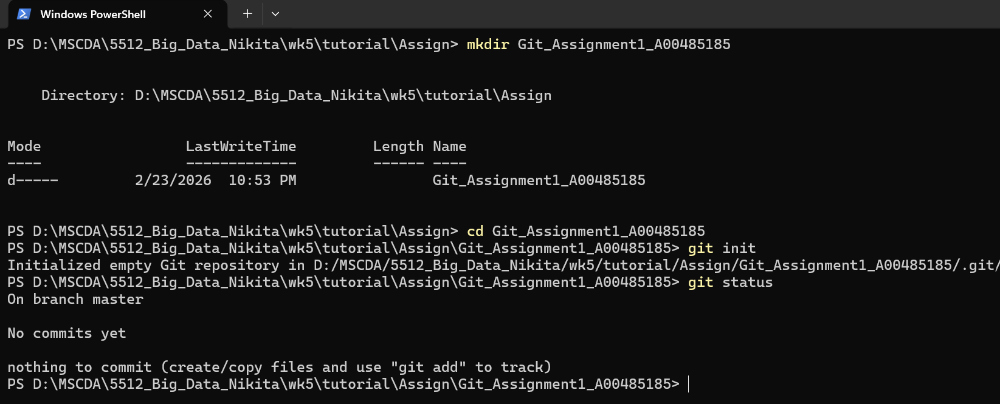 Windows PowerShell
PS D:\MSCDA\5512_Big_Data_Nikita\wk5\tutorial\Assign> mkdir Git_Assignment1_A00485185
Directory: D:\MSCDA\5512_Big_Data_Nikita\wk5\tutorial\Assign
Mode                 LastWriteTime         Length Name
----                 -------------         ------ ----
d-----         2/23/2026  10:53 PM                Git_Assignment1_A00485185
PS D:\MSCDA\5512_Big_Data_Nikita\wk5\tutorial\Assign> cd Git_Assignment1_A00485185
PS D:\MSCDA\5512_Big_Data_Nikita\wk5\tutorial\Assign\Git_Assignment1_A00485185> git init
Initialized empty Git repository in D:/MSCDA/5512_Big_Data_Nikita/wk5/tutorial/Assign/Git_Assignment1_A00485185/.git/
PS D:\MSCDA\5512_Big_Data_Nikita\wk5\tutorial\Assign\Git_Assignment1_A00485185> git status
On branch master
No commits yet
nothing to commit (create/copy files and use "git add" to track)
PS D:\MSCDA\5512_Big_Data_Nikita\wk5\tutorial\Assign\Git_Assignment1_A00485185>